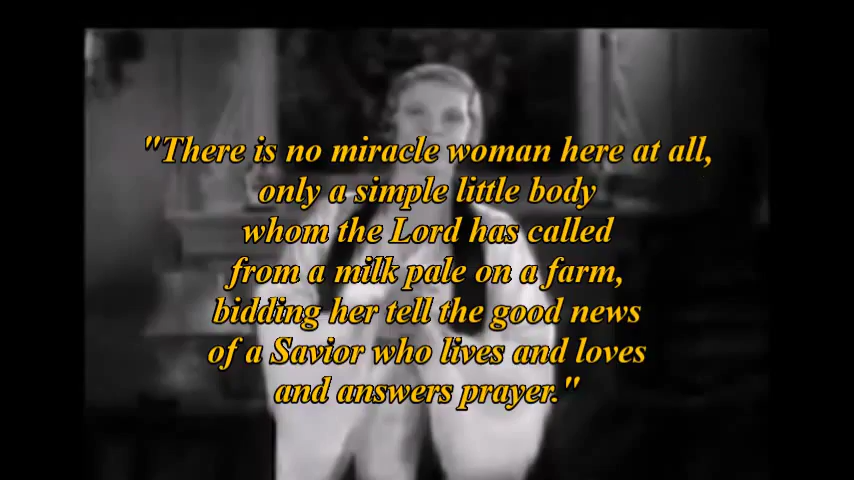 "There is no miracle woman here at all,
only a simple little body
whom the Lord has called
from a milk pale on a farm,
bidding her tell the good news
of a Savior who lives and loves
and answers prayer."